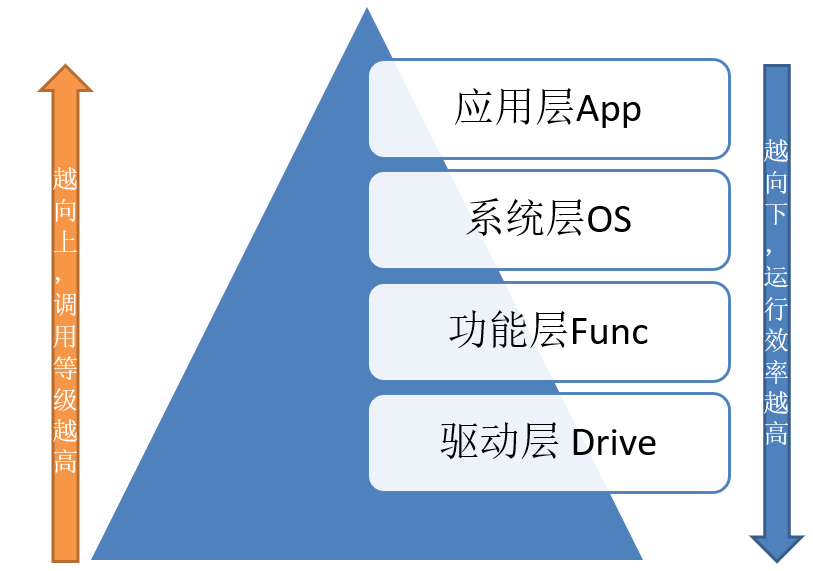 越向上，调用等级越高
应用层App
系统层OS
功能层Func
驱动层 Drive
越向下，运行效率越高